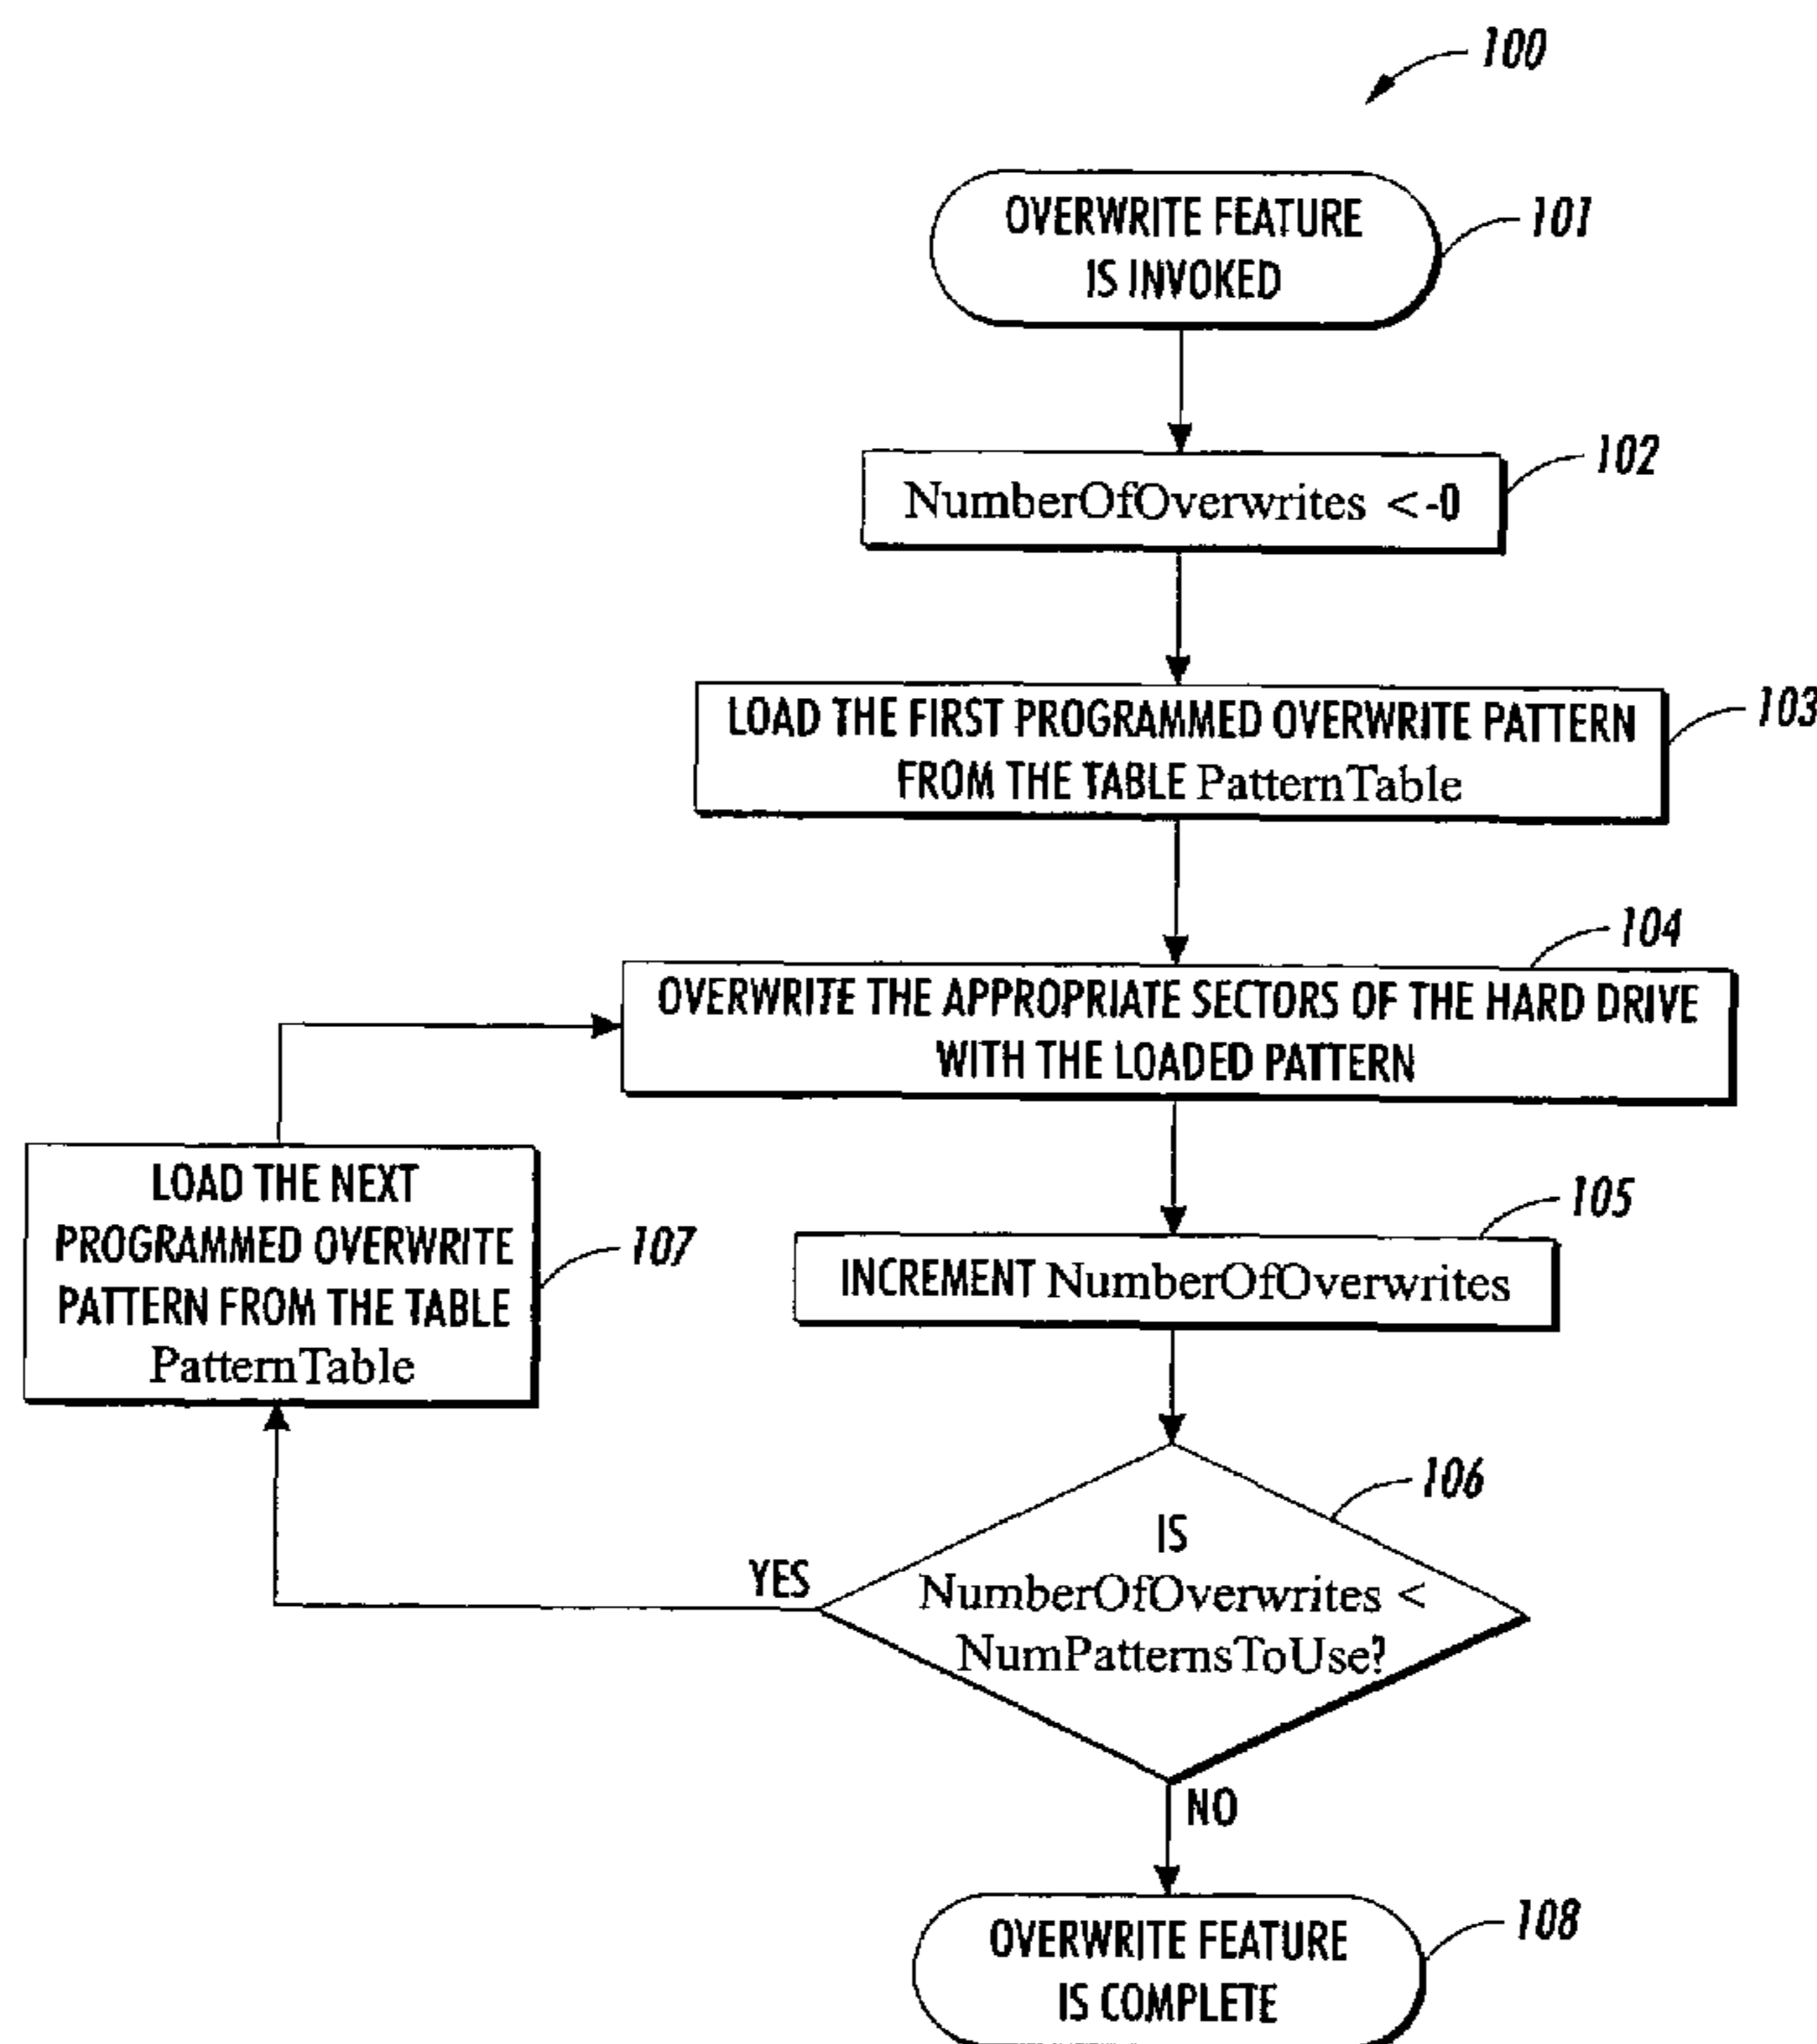 100
OVERWRITE FEATURE
IS INVOKED
101
NumberOfOverwrites <-0
102
LOAD THE FIRST PROGRAMMED OVERWRITE PATTERN
FROM THE TABLE PatternTable
103
104
OVERWRITE THE APPROPRIATE SECTORS OF THE HARD DRIVE
WITH THE LOADED PATTERN
LOAD THE NEXT
PROGRAMMED OVERWRITE
PATTERN FROM THE TABLE
PatternTable
107
105
INCREMENT NumberOfOverwrites
106
IS
NumberOfOverwrites <
NumPatternsToUse?
YES
NO
OVERWRITE FEATURE
IS COMPLETE
108